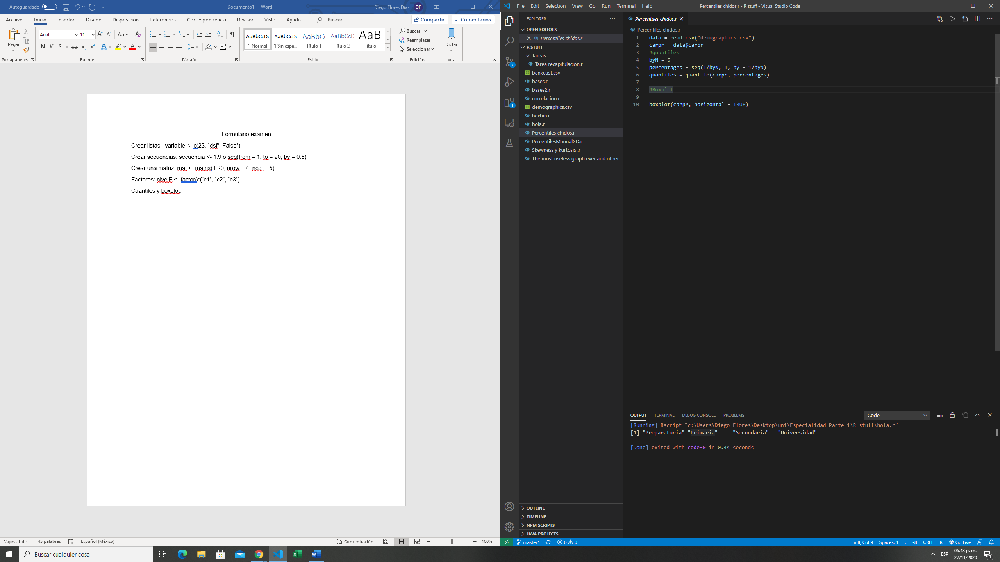 Autoguardado
Documento1 - Word
Diego Flores Díaz
DF
Archivo Inicio Insertar Diseño Disposición Referencias Correspondencia Revisar Vista Ayuda Buscar
Compartir Comentarios
Pegar
Portapapeles
Arial 11
Fuente
Párrafo
AaBbCcDc AaBbCcDc AaBbCc AaBbCcD AaB
¶ Normal ¶ Sin espa... Título 1 Título 2 Título
Estilos
Buscar
Reemplazar
Seleccionar
Edición
Dictar
Voz
Formulario examen
Crear listas:  variable <- c(23, “dsf”, False”)
Crear secuencias: secuencia <- 1:9 o seq(from = 1, to = 20, by = 0.5)
Crear una matriz: mat <- matrix(1:20, nrow = 4, ncol = 5)
Factores: nivelE <- factor(c(“c1”, “c2”, “c3”)
Cuantiles y boxplot:
Página 1 de 1 45 palabras Español (México) Concentración 100%
File Edit Selection View Go Run Terminal Help
Percentiles chidos.r - R stuff - Visual Studio Code
EXPLORER
OPEN EDITORS
Percentiles chidos.r
R STUFF
Tareas
Tarea recapitulacion.r
bankcust.csv
bases.r
bases2.r
correlacion.r
demographics.csv
hexbin.r
hola.r
Percentiles chidos.r
PercentilesManualXD.r
Skewness y kurtosis .r
The most useless graph ever and other...
OUTLINE
TIMELINE
NPM SCRIPTS
JAVA PROJECTS
2
1
Percentiles chidos.r
Percentiles chidos.r
1 data = read.csv("demographics.csv")
2 carpr = data$carpr
3 #quantiles
4 byN = 5
5 percentages = seq(1/byN, 1, by = 1/byN)
6 quantiles = quantile(carpr, percentages)
7
8 #Boxplot
9
10 boxplot(carpr, horizontal = TRUE)
OUTPUT TERMINAL DEBUG CONSOLE PROBLEMS Code
[Running] Rscript "c:\Users\Diego Flores\Desktop\uni\Especialidad Parte 1\R stuff\hola.r"
[1] "Preparatoria" "Primaria"     "Secundaria"   "Universidad"
[Done] exited with code=0 in 0.44 seconds
master* 0 0 Ln 8, Col 9 Spaces: 4 UTF-8 CRLF R Go Live
Buscar cualquier cosa
ESP
06:43 p. m.
27/11/2020
1